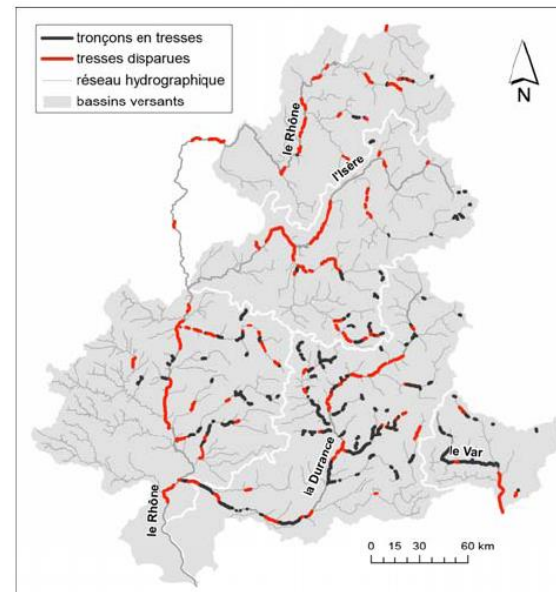 tronçons en tresses
tresses disparues
réseau hydrographique
bassins versants
N
le Rhône
l'Isère
la Durance
le Var
le Rhône
0 15 30 60 km